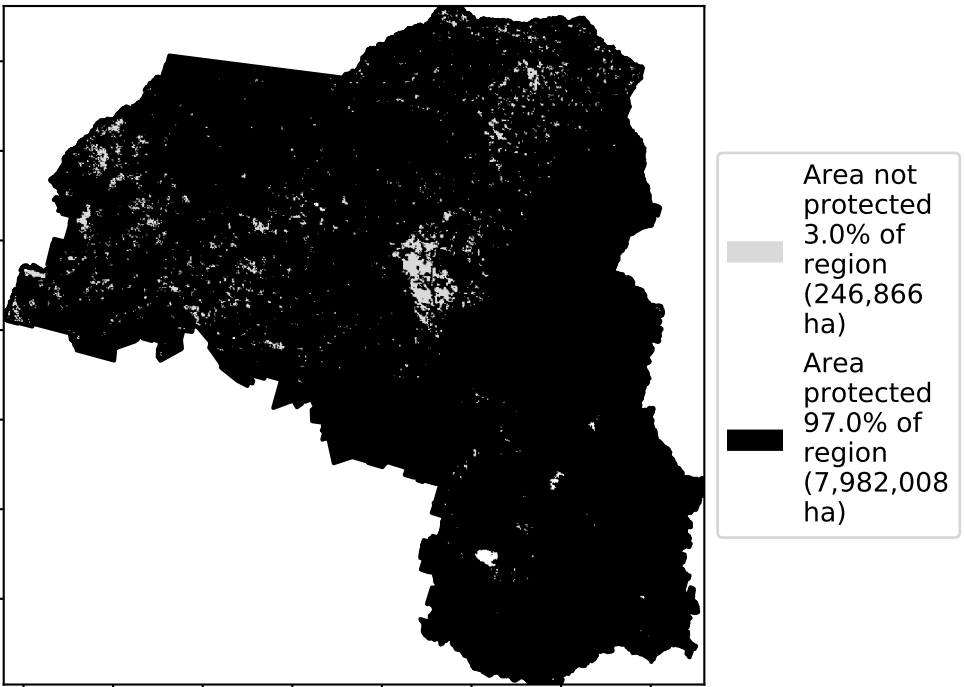 Area not
protected
3.0% of
region
(246,866
ha)
Area
protected
97.0% of
region
(7,982,008
ha)